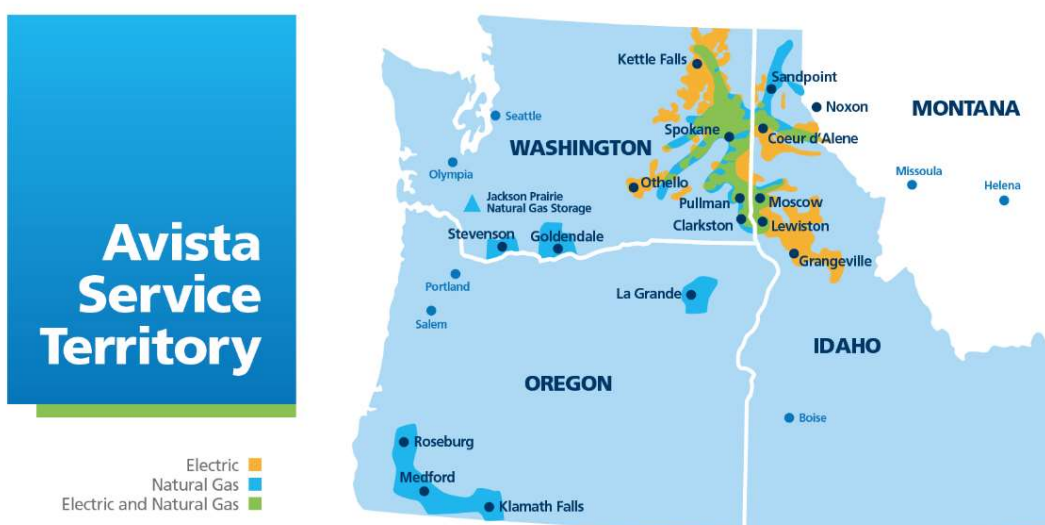 Avista
Service
Territory
Electric
Natural Gas
Electric and Natural Gas
Kettle Falls
Sandpoint
Noxon
MONTANA
Seattle
Spokane
Coeur d'Alene
WASHINGTON
Olympia
Othello
Missoula
Helena
Jackson Prairie
Natural Gas Storage
Pullman
Moscow
Clarkston
Lewiston
Stevenson
Goldendale
Grangeville
Portland
La Grande
Salem
IDAHO
OREGON
Boise
Roseburg
Medford
Klamath Falls